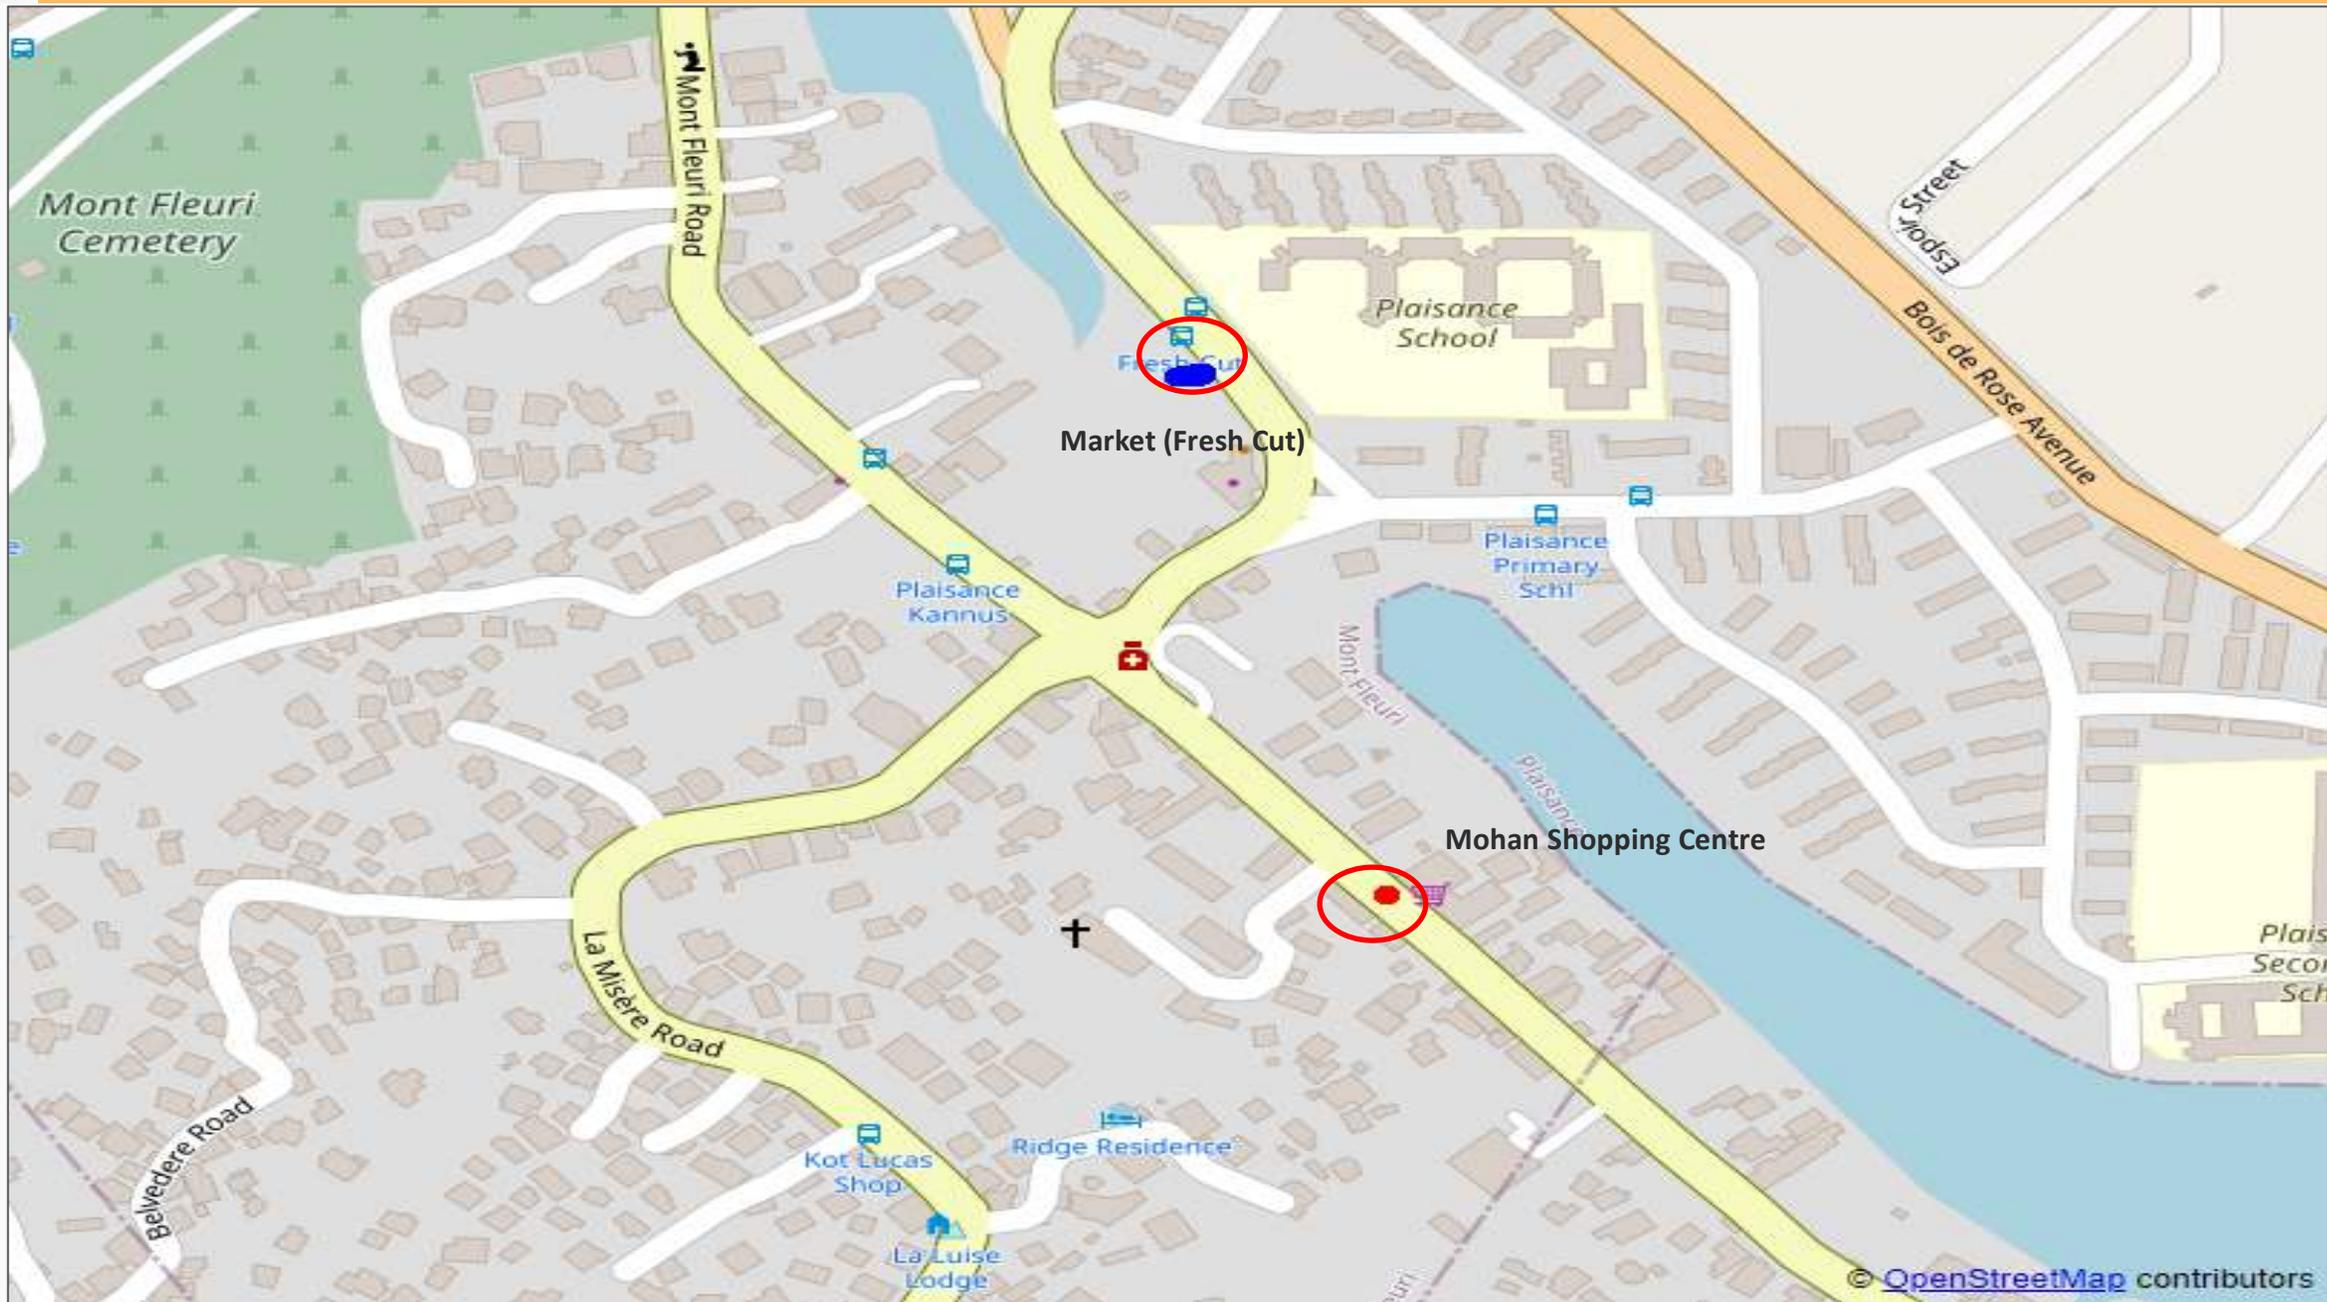 Mont Fleuri Road
Mont Fleuri
Cemetery
Espoir Street
Plaisance
School
Bois de Rose Avenue
Market (Fresh Cut)
Plaisance
Kannus
Plaisance
Primary
Schl
Mont Fleuri
Plaisance
Mohan Shopping Centre
La Misère Road
Belvedere Road
Ridge Residence
Kot Lucas
Shop
La Luise
Lodge
© OpenStreetMap contributors